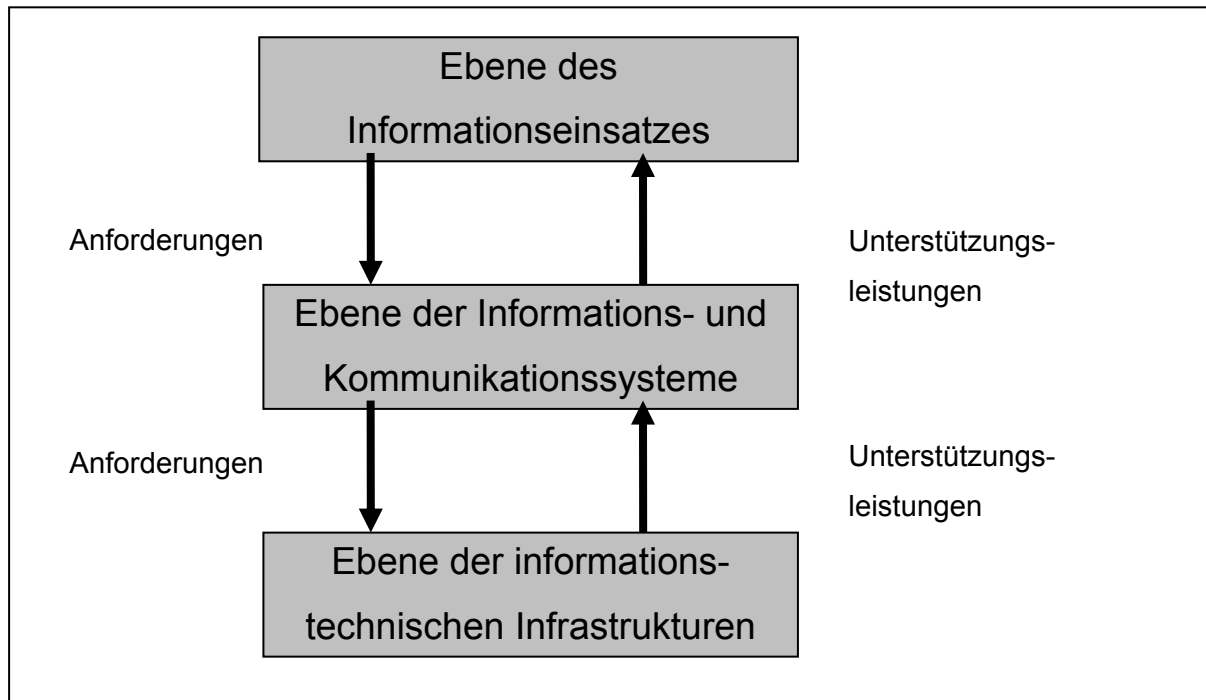 Ebene des
Informationseinsatzes
Anforderungen
Unterstützungs-
leistungen
Ebene der Informations- und
Kommunikationssysteme
Anforderungen
Unterstützungs-
leistungen
Ebene der informations-
technischen Infrastrukturen